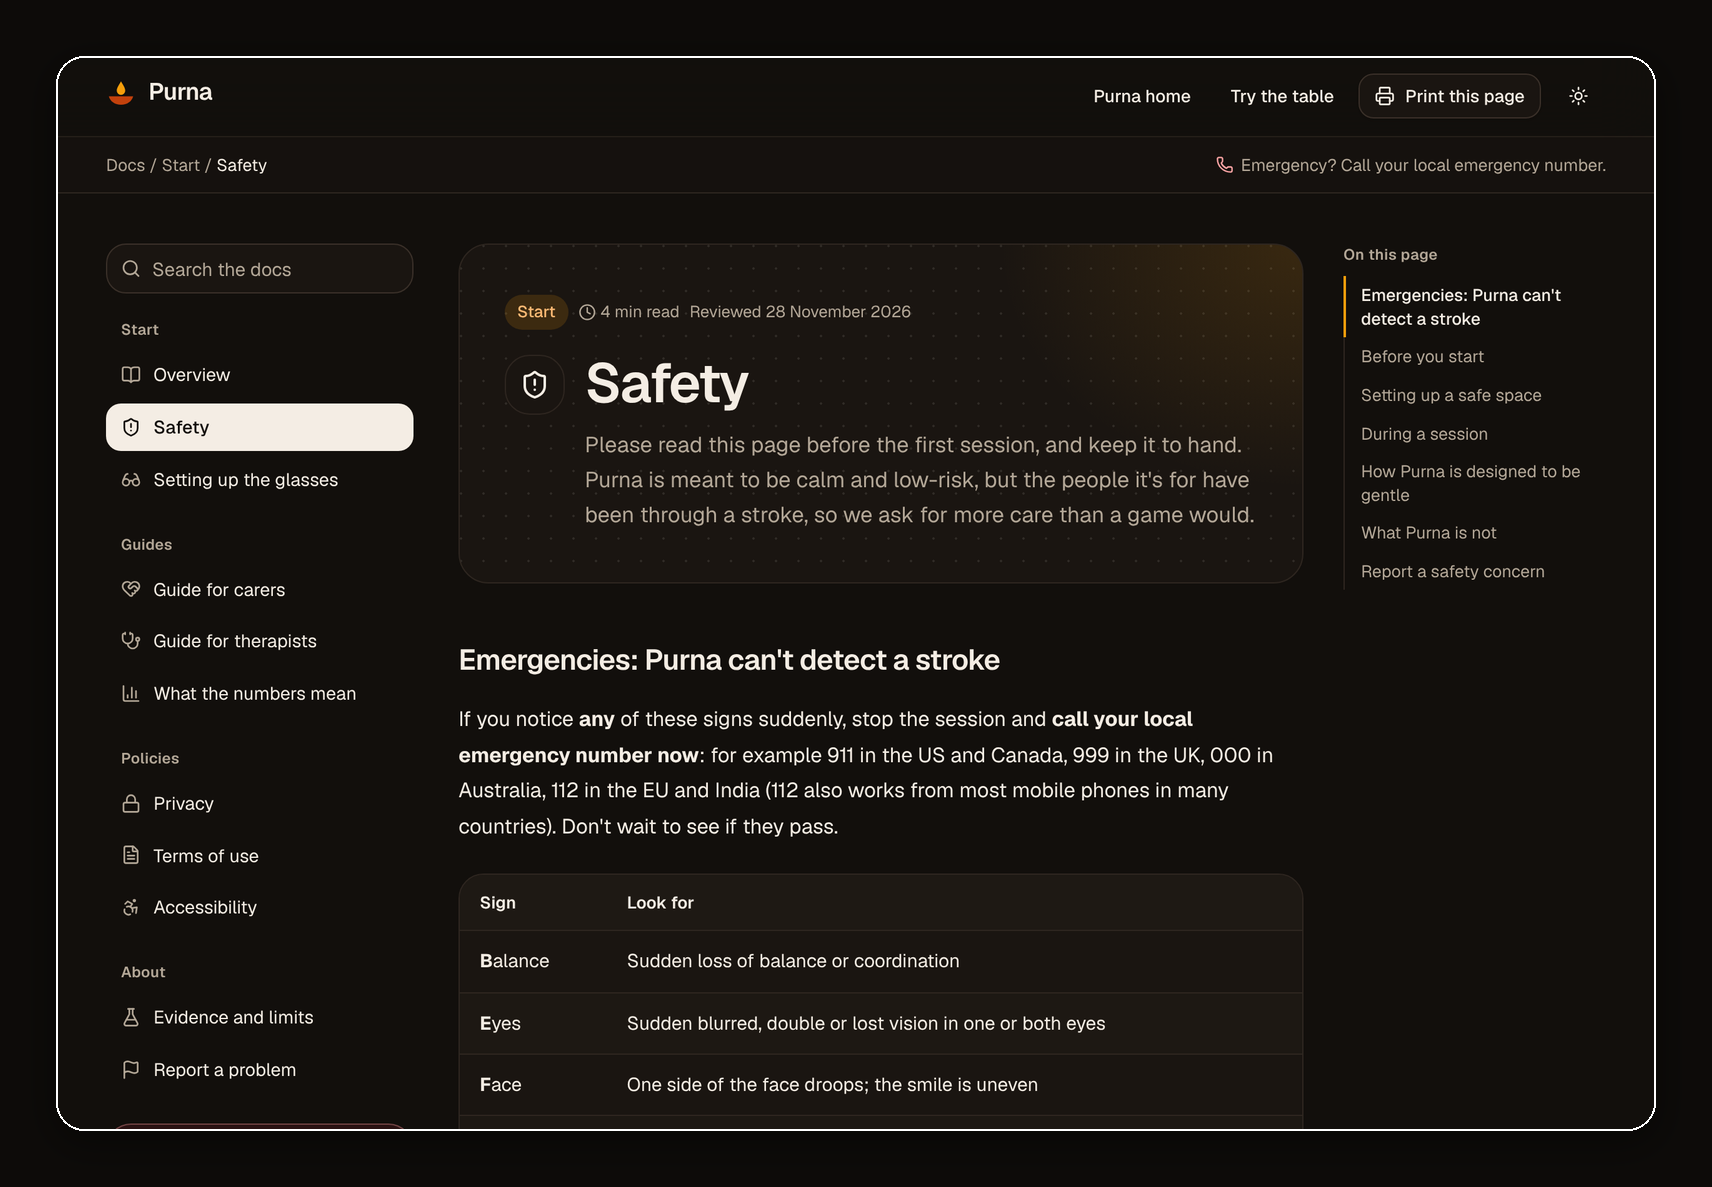 Purna
Purna home
Try the table
Print this page
Docs / Start / Safety
Emergency? Call your local emergency number.
Search the docs
Start
Overview
Safety
Setting up the glasses
Guides
Guide for carers
Guide for therapists
What the numbers mean
Policies
Privacy
Terms of use
Accessibility
About
Evidence and limits
Report a problem
Start
4 min read
Reviewed 28 November 2026
Safety
Please read this page before the first session, and keep it to hand.
Purna is meant to be calm and low-risk, but the people it's for have
been through a stroke, so we ask for more care than a game would.
Emergencies: Purna can't detect a stroke
If you notice any of these signs suddenly, stop the session and call your local
emergency number now: for example 911 in the US and Canada, 999 in the UK, 000 in
Australia, 112 in the EU and India (112 also works from most mobile phones in many
countries). Don't wait to see if they pass.
Sign Look for
Balance Sudden loss of balance or coordination
Eyes Sudden blurred, double or lost vision in one or both eyes
Face One side of the face droops; the smile is uneven
On this page
Emergencies: Purna can't
detect a stroke
Before you start
Setting up a safe space
During a session
How Purna is designed to be
gentle
What Purna is not
Report a safety concern